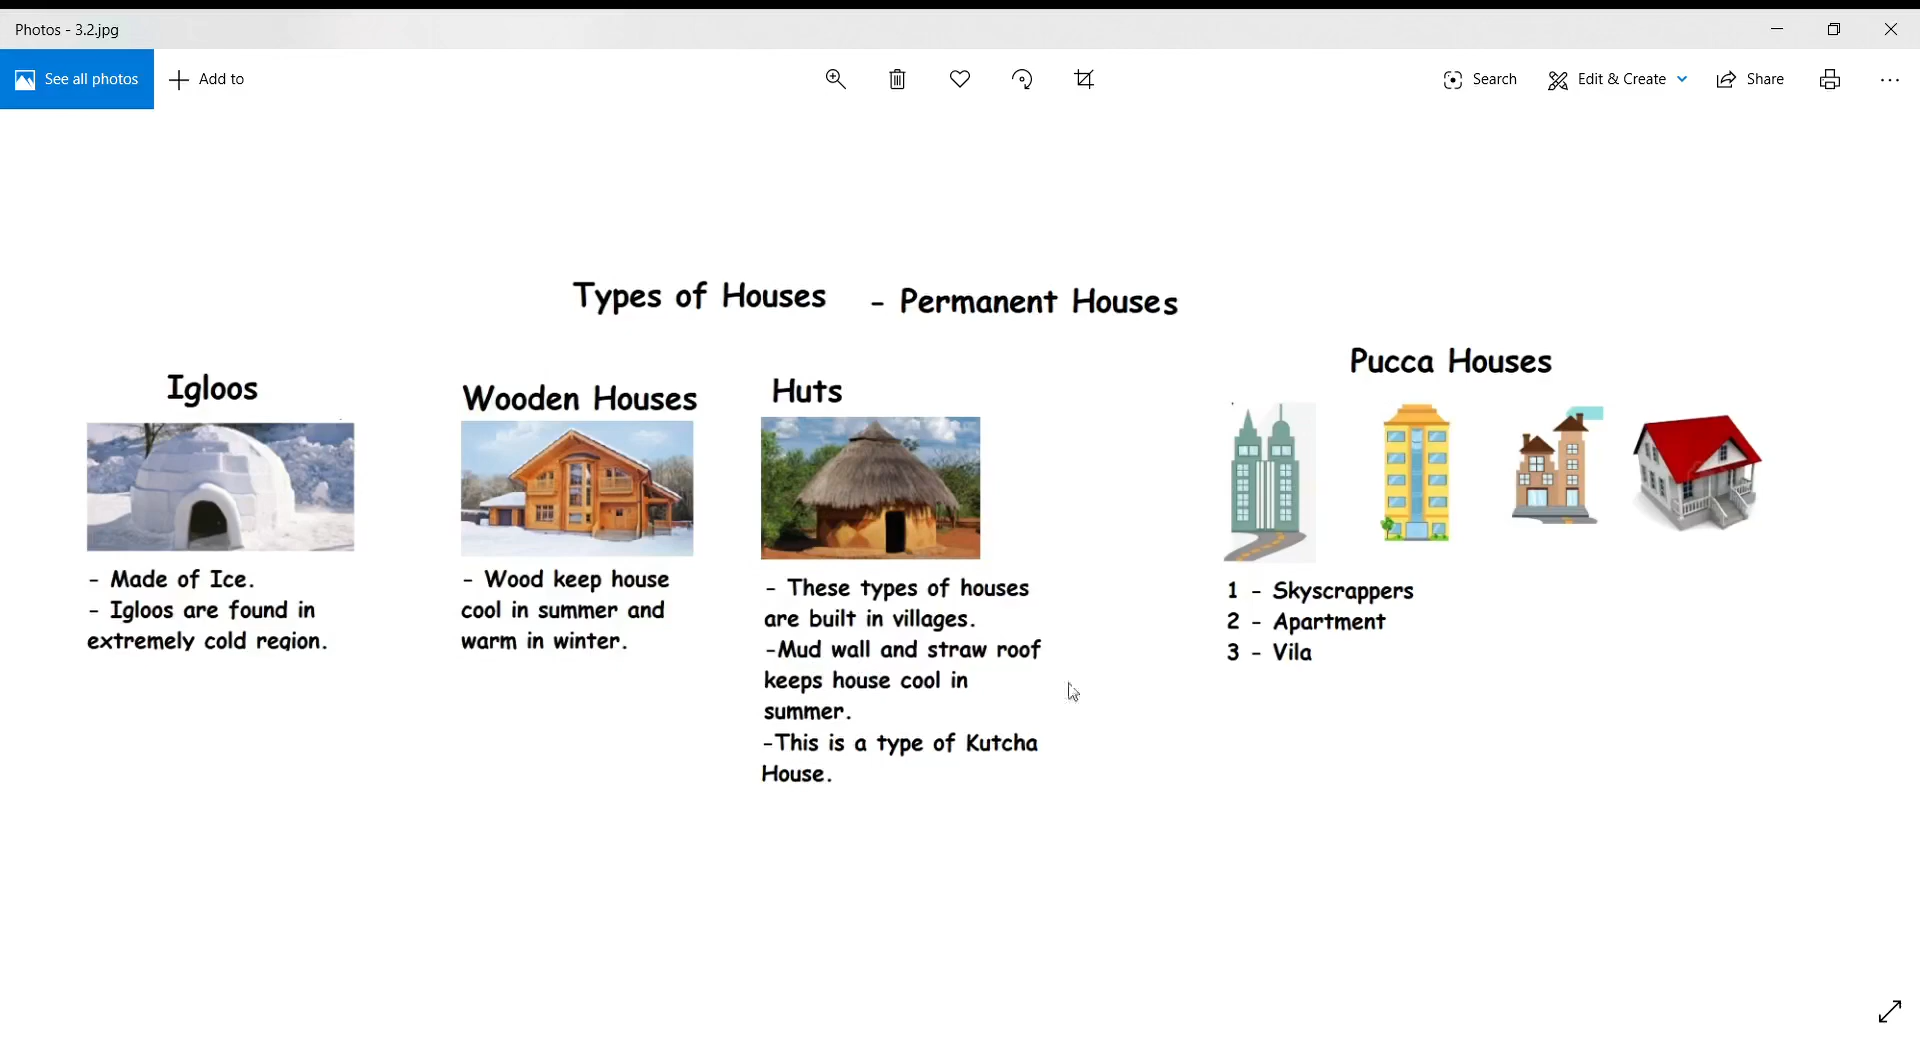 Photos - 3.2.jpg
See all photos
Add to
Search
Edit & Create
Share
Types of Houses - Permanent Houses
Igloos
- Made of Ice.
- Igloos are found in
extremely cold region.
Wooden Houses
- Wood keep house
cool in summer and
warm in winter.
Huts
- These types of houses
are built in villages.
-Mud wall and straw roof
keeps house cool in
summer.
-This is a type of Kutcha
House.
Pucca Houses
1 - Skyscrappers
2 - Apartment
3 - Vila